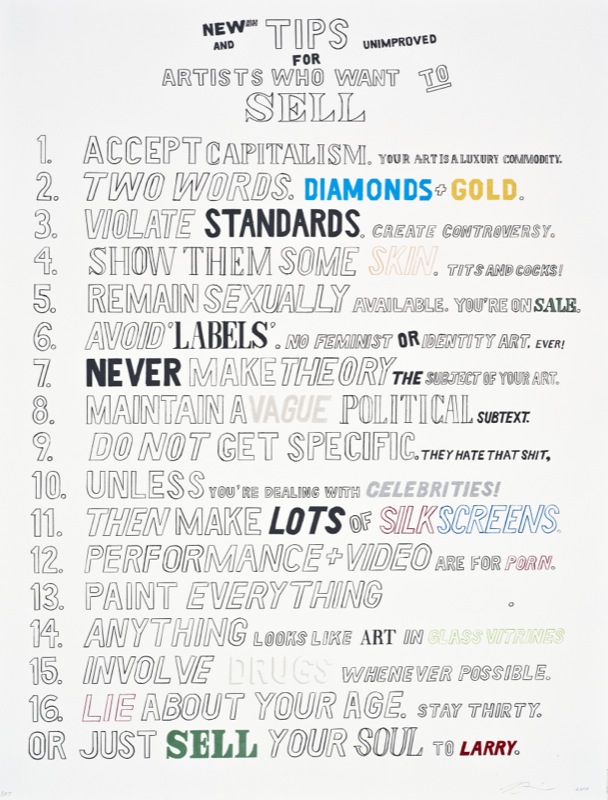 NEW ISH TIPS
AND UNIMPROVED
FOR
ARTISTS WHO WANT TO
SELL
1. ACCEPT CAPITALISM. YOUR ART IS A LUXURY COMMODITY.
2. TWO WORDS. DIAMONDS + GOLD.
3. VIOLATE STANDARDS. CREATE CONTROVERSY.
4. SHOW THEM SOME SKIN. TITS AND COCKS!
5. REMAIN SEXUALLY AVAILABLE. YOU'RE ON SALE.
6. AVOID 'LABELS'. NO FEMINIST OR IDENTITY ART. EVER!
7. NEVER MAKE THEORY THE SUBJECT OF YOUR ART.
8. MAINTAIN A VAGUE POLITICAL SUBTEXT.
9. DO NOT GET SPECIFIC. THEY HATE THAT SHIT,
10. UNLESS YOU'RE DEALING WITH CELEBRITIES!
11. THEN MAKE LOTS OF SILKSCREENS.
12. PERFORMANCE + VIDEO ARE FOR PORN.
13. PAINT EVERYTHING .
14. ANYTHING LOOKS LIKE ART IN GLASS VITRINES
15. INVOLVE DRUGS WHENEVER POSSIBLE.
16. LIE ABOUT YOUR AGE. STAY THIRTY.
OR JUST SELL YOUR SOUL TO LARRY.